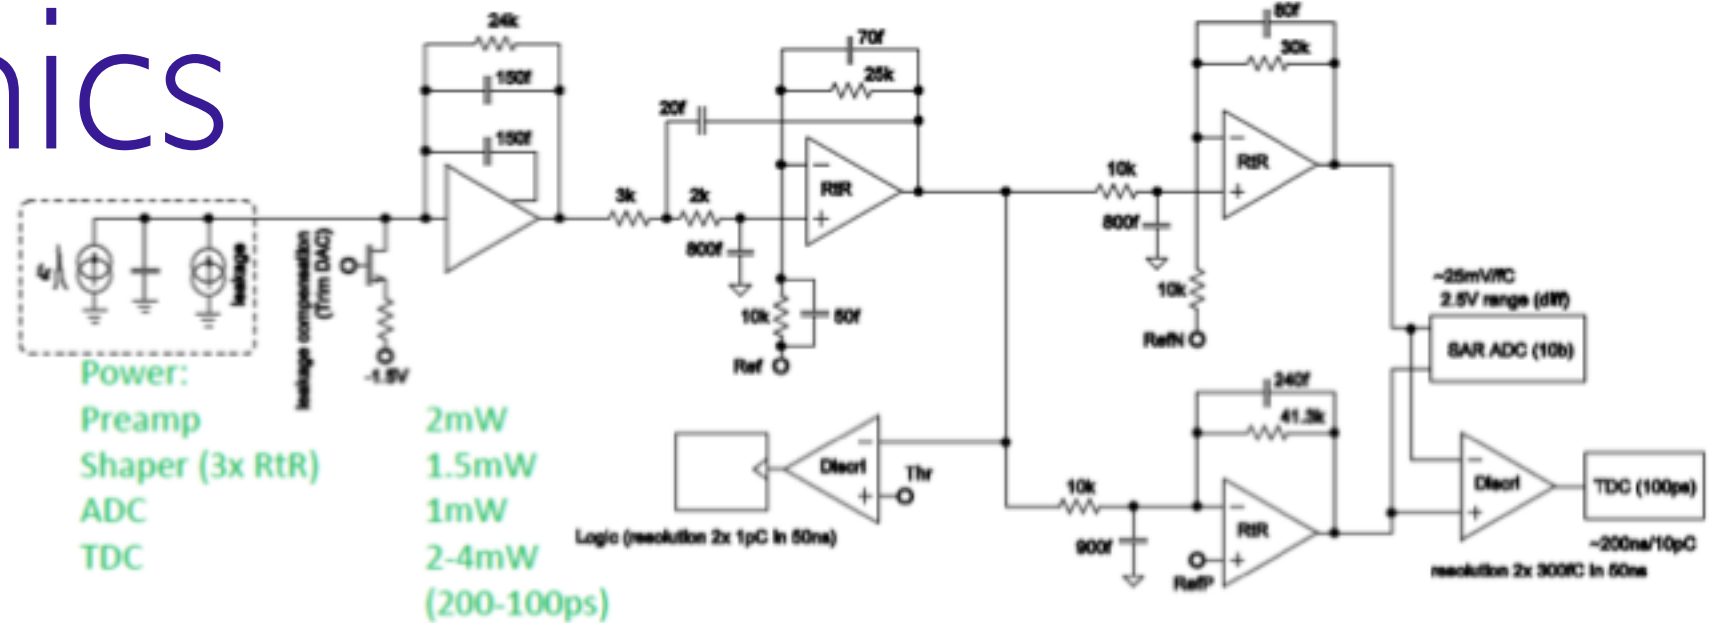 nics
24k
150f
150f
20f
70f
25k
80f
30k
RtR
RtR
3k
2k
800f
10k
50f
Ref
10k
800f
10k
RefN
leakage
leakage compensation
(Trim DAC)
-1.5V
~25mV/fC
2.5V range (diff)
SAR ADC (10b)
240f
41.3k
Discri
Thr
10k
900f
RtR
RefP
Discri
TDC (100ps)
~200ns/10pC
resolution 2x 300fC in 50ns
Logic (resolution 2x 1pC in 50ns)
Power:
Preamp 2mW
Shaper (3x RtR) 1.5mW
ADC 1mW
TDC 2-4mW
(200-100ps)